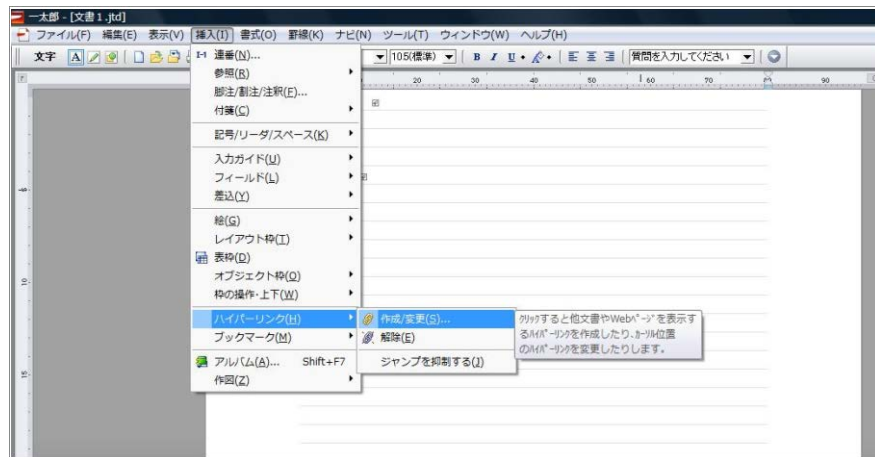 一太郎 - [文書1.jtd]
ファイル(F) 編集(E) 表示(V) 挿入(I) 書式(O) 罫線(K) ナビ(N) ツール(T) ウィンドウ(W) ヘルプ(H)
文字 A 105(標準) B I U 質問を入力してください
20 30 40 50 60 70 80 90
連番(N)...
参照(R)
脚注/割注/注釈(F)...
付箋(C)
記号/リーダ/スペース(K)
入力ガイド(U)
フィールド(L)
差込(Y)
絵(G)
レイアウト枠(T)
表枠(D)
オブジェクト枠(Q)
枠の操作・上下(W)
ハイパーリンク(H) 作成/変更(S)...
ブックマーク(M) 解除(E)
アルバム(A)... Shift+F7 ジャンプを抑制する(J)
作図(Z)
クリックすると他文書やWebページを表示す
るハイパーリンクを作成したり、カーソル位置
のハイパーリンクを変更したりします。
5
10
15